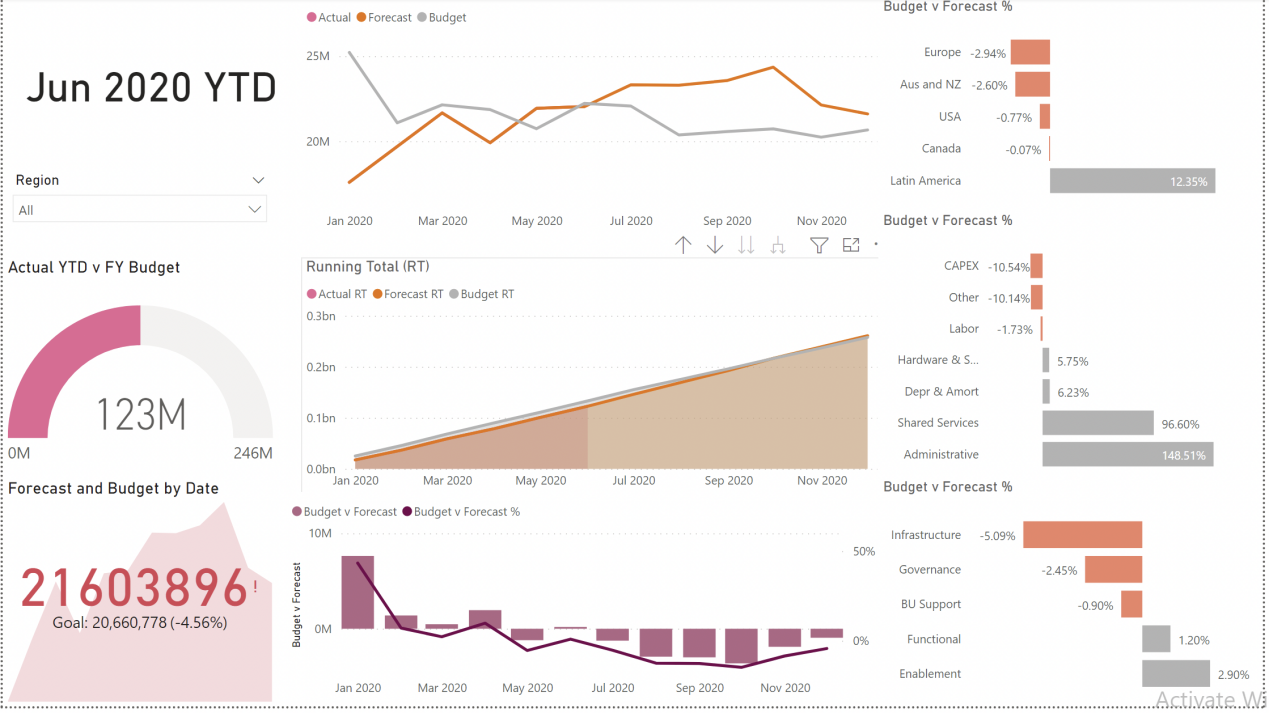 Jun 2020 YTD
Region
All
Actual YTD v FY Budget
123M
0M
246M
Forecast and Budget by Date
21603896!
Goal: 20,660,778 (-4.56%)
Actual Forecast Budget
25M
20M
Jan 2020 Mar 2020 May 2020 Jul 2020 Sep 2020 Nov 2020
Running Total (RT)
Actual RT Forecast RT Budget RT
0.3bn
0.2bn
0.1bn
0.0bn
Jan 2020 Mar 2020 May 2020 Jul 2020 Sep 2020 Nov 2020
Budget v Forecast Budget v Forecast %
Budget v Forecast
10M
0M
50%
0%
Jan 2020 Mar 2020 May 2020 Jul 2020 Sep 2020 Nov 2020
Budget v Forecast %
Europe -2.94%
Aus and NZ -2.60%
USA -0.77%
Canada -0.07%
Latin America 12.35%
Budget v Forecast %
CAPEX -10.54%
Other -10.14%
Labor -1.73%
Hardware & S... 5.75%
Depr & Amort 6.23%
Shared Services 96.60%
Administrative 148.51%
Budget v Forecast %
Infrastructure -5.09%
Governance -2.45%
BU Support -0.90%
Functional 1.20%
Enablement 2.90%
Activate Wi